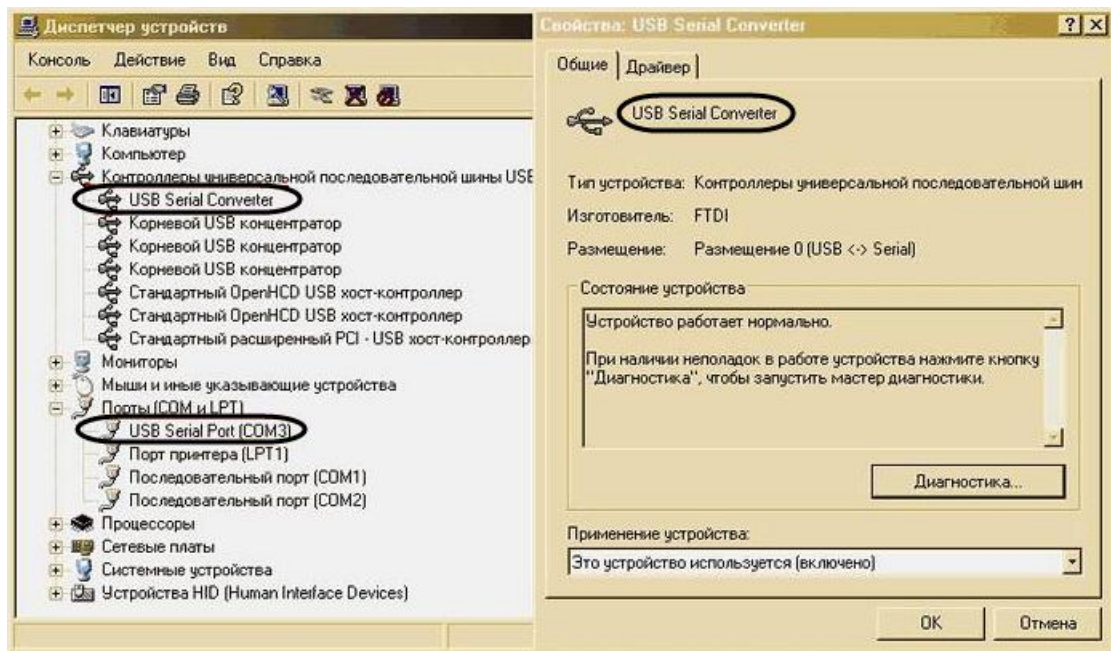 Диспетчер устройств
Консоль Действие Вид Справка
Клавиатуры
Компьютер
Контроллеры универсальной последовательной шины USB
USB Serial Converter
Корневой USB концентратор
Корневой USB концентратор
Корневой USB концентратор
Стандартный OpenHCD USB хост-контроллер
Стандартный OpenHCD USB хост-контроллер
Стандартный расширенный PCI - USB хост-контроллер
Мониторы
Мыши и иные указывающие устройства
Порты (COM и LPT)
USB Serial Port (COM3)
Порт принтера (LPT1)
Последовательный порт (COM1)
Последовательный порт (COM2)
Процессоры
Сетевые платы
Системные устройства
Устройства HID (Human Interface Devices)
Свойства: USB Serial Converter
Общие Драйвер
USB Serial Converter
Тип устройства: Контроллеры универсальной последовательной шин
Изготовитель: FTDI
Размещение: Размещение 0 (USB <-> Serial)
Состояние устройства
Устройство работает нормально.
При наличии неполадок в работе устройства нажмите кнопку
"Диагностика", чтобы запустить мастер диагностики.
Диагностика...
Применение устройства:
Это устройство используется (включено)
OK Отмена